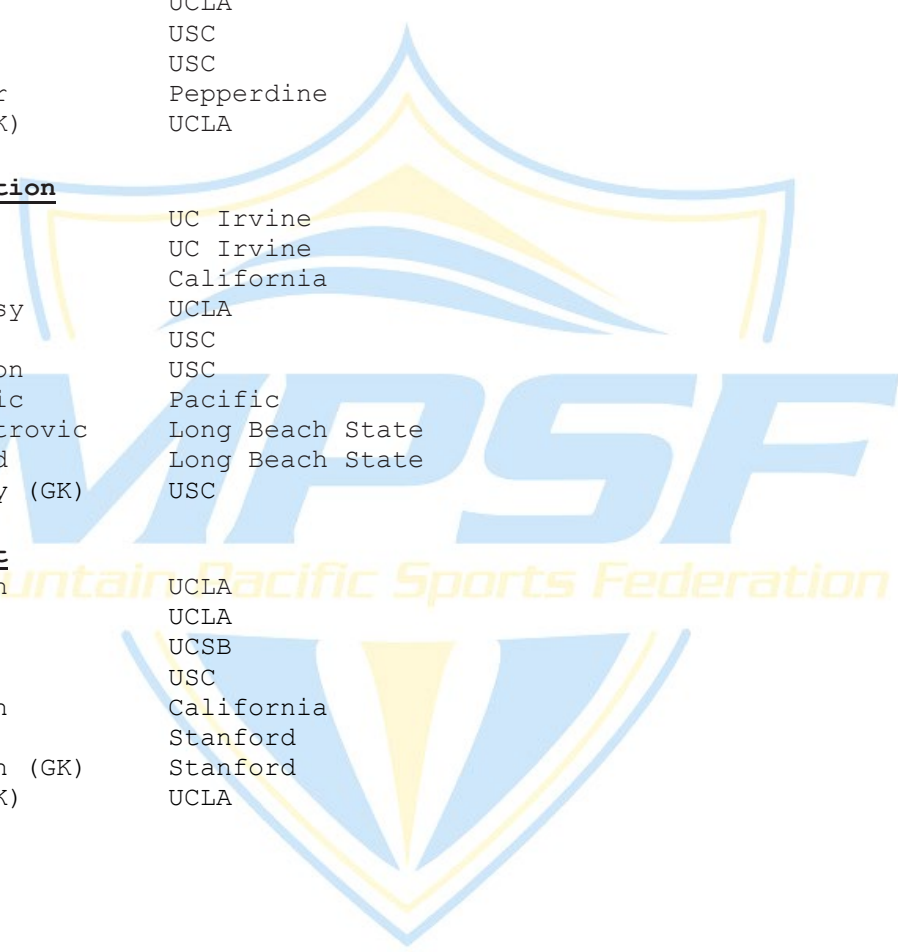 UCLA
USC
USC
r Pepperdine
K) UCLA
tion
UC Irvine
UC Irvine
California
sy UCLA
USC
on USC
ic Pacific
trovic Long Beach State
d Long Beach State
y (GK) USC
t
n UCLA
UCLA
UCSB
USC
n California
Stanford
n (GK) Stanford
K) UCLA
MPSF
ountain Pacific Sports Federation